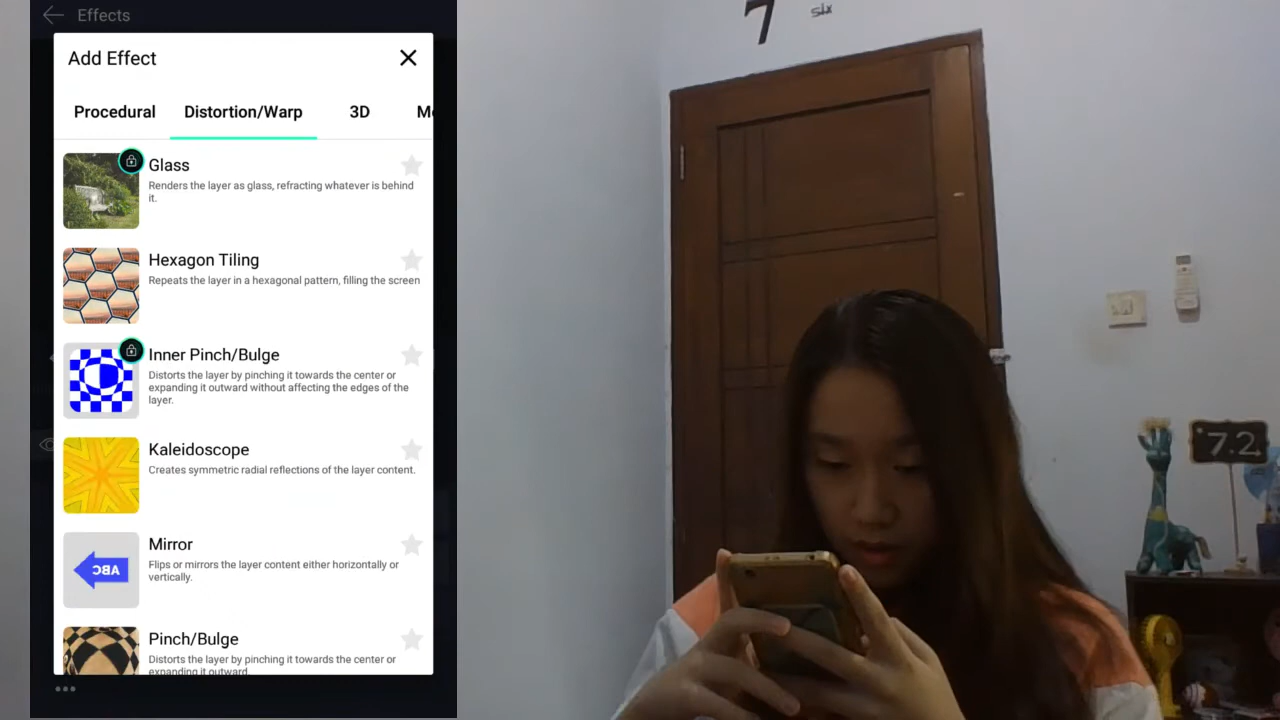 Effects
Add Effect
Procedural
Distortion/Warp
3D
Glass
Renders the layer as glass, refracting whatever is behind
it.
Hexagon Tiling
Repeats the layer in a hexagonal pattern, filling the screen
Inner Pinch/Bulge
Distorts the layer by pinching it towards the center or
expanding it outward without affecting the edges of the
layer.
Kaleidoscope
Creates symmetric radial reflections of the layer content.
ABC
Mirror
Flips or mirrors the layer content either horizontally or
vertically.
Pinch/Bulge
Distorts the layer by pinching it towards the center or
expanding it outward.
7
six
7.2